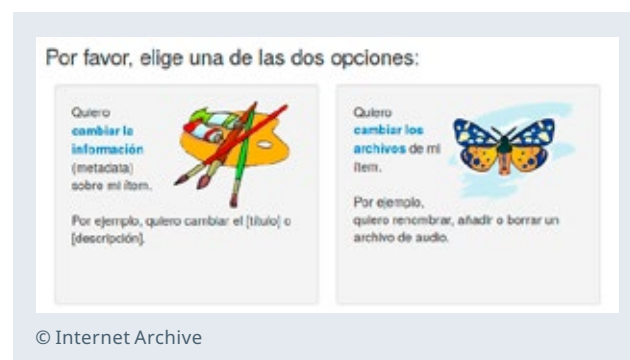 Por favor, elige una de las dos opciones:
Quiero
cambiar la
información
(metadata)
sobre mi ítem.
Por ejemplo, quiero cambiar el [título] o
[descripción].
Quiero
cambiar los
archivos de mi
ítem.
Por ejemplo,
quiero renombrar, añadir o borrar un
archivo de audio.
© Internet Archive